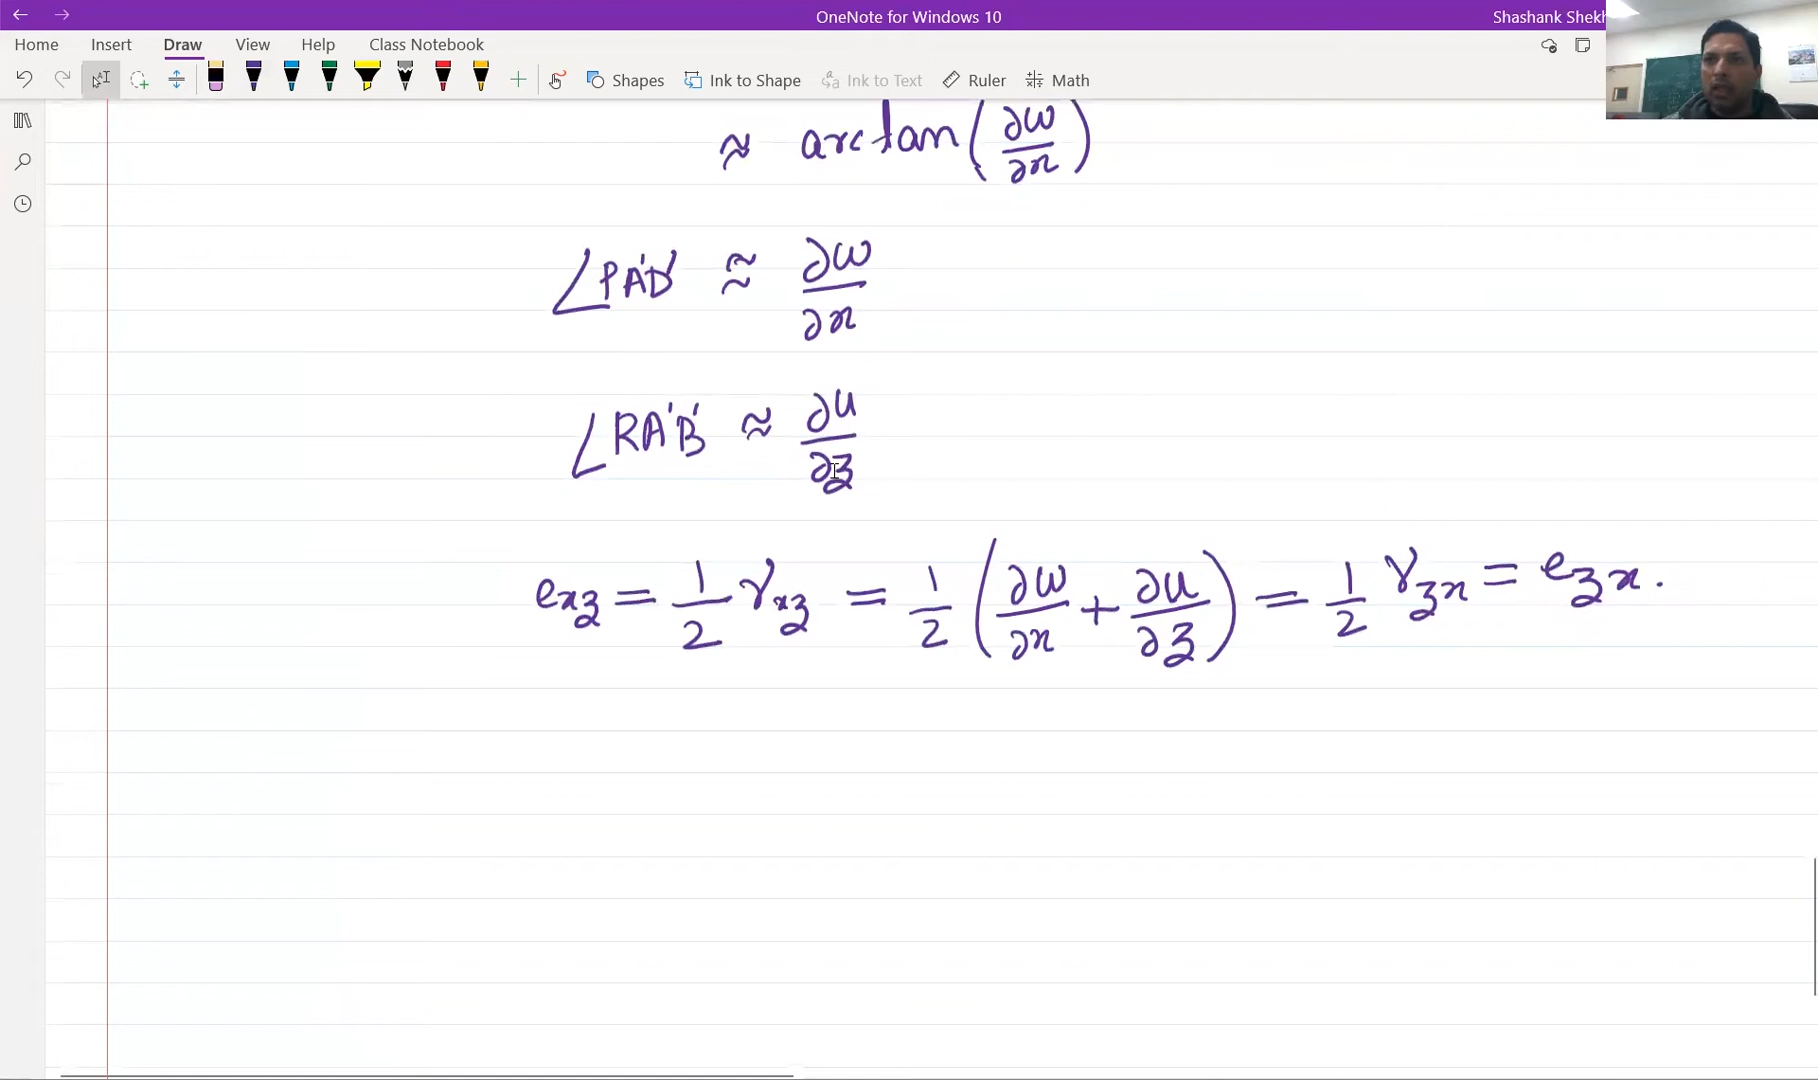 OneNote for Windows 10
Shashank Shekh
Home Insert Draw View Help Class Notebook
Shapes Ink to Shape Ink to Text Ruler Math
≈ arctan(∂w/∂x)
∠PA'D' ≈ ∂w/∂x
∠RA'B' ≈ ∂u/∂z
e_xz = 1/2 γ_xz = 1/2 (∂w/∂x + ∂u/∂z) = 1/2 γ_zx = e_zx.